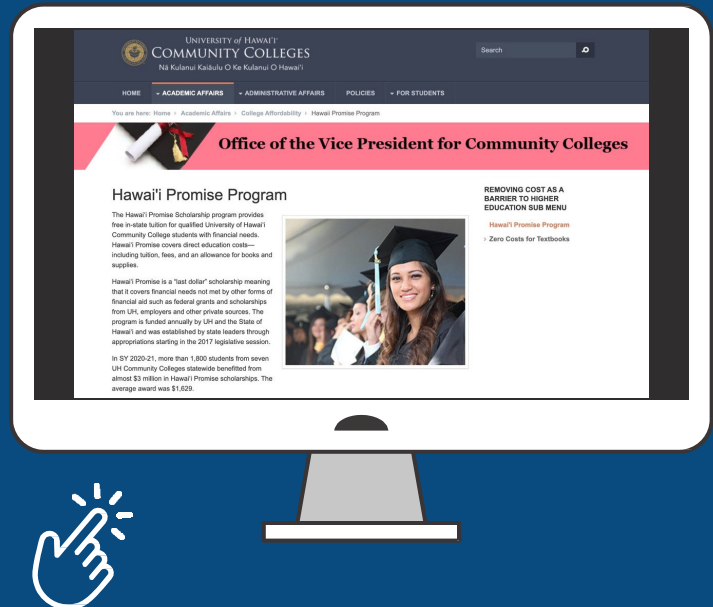 UNIVERSITY of HAWAIʻIʻ
COMMUNITY COLLEGES
Nā Kulanui Kaiāulu O Ke Kulanui O Hawaiʻi
Search
HOME
ACADEMIC AFFAIRS
ADMINISTRATIVE AFFAIRS
POLICIES
FOR STUDENTS
You are here: Home › Academic Affairs › College Affordability › Hawaii Promise Program
Office of the Vice President for Community Colleges
Hawai'i Promise Program
The Hawai'i Promise Scholarship program provides
free in-state tuition for qualified University of Hawai'i
Community College students with financial needs.
Hawai'i Promise covers direct education costs—
including tuition, fees, and an allowance for books and
supplies.
Hawai'i Promise is a "last dollar" scholarship meaning
that it covers financial needs not met by other forms of
financial aid such as federal grants and scholarships
from UH, employers and other private sources. The
program is funded annually by UH and the State of
Hawai'i and was established by state leaders through
appropriations starting in the 2017 legislative session.
In SY 2020-21, more than 1,800 students from seven
UH Community Colleges statewide benefitted from
almost $3 million in Hawai'i Promise scholarships. The
average award was $1,629.
REMOVING COST AS A
BARRIER TO HIGHER
EDUCATION SUB MENU
Hawai'i Promise Program
› Zero Costs for Textbooks